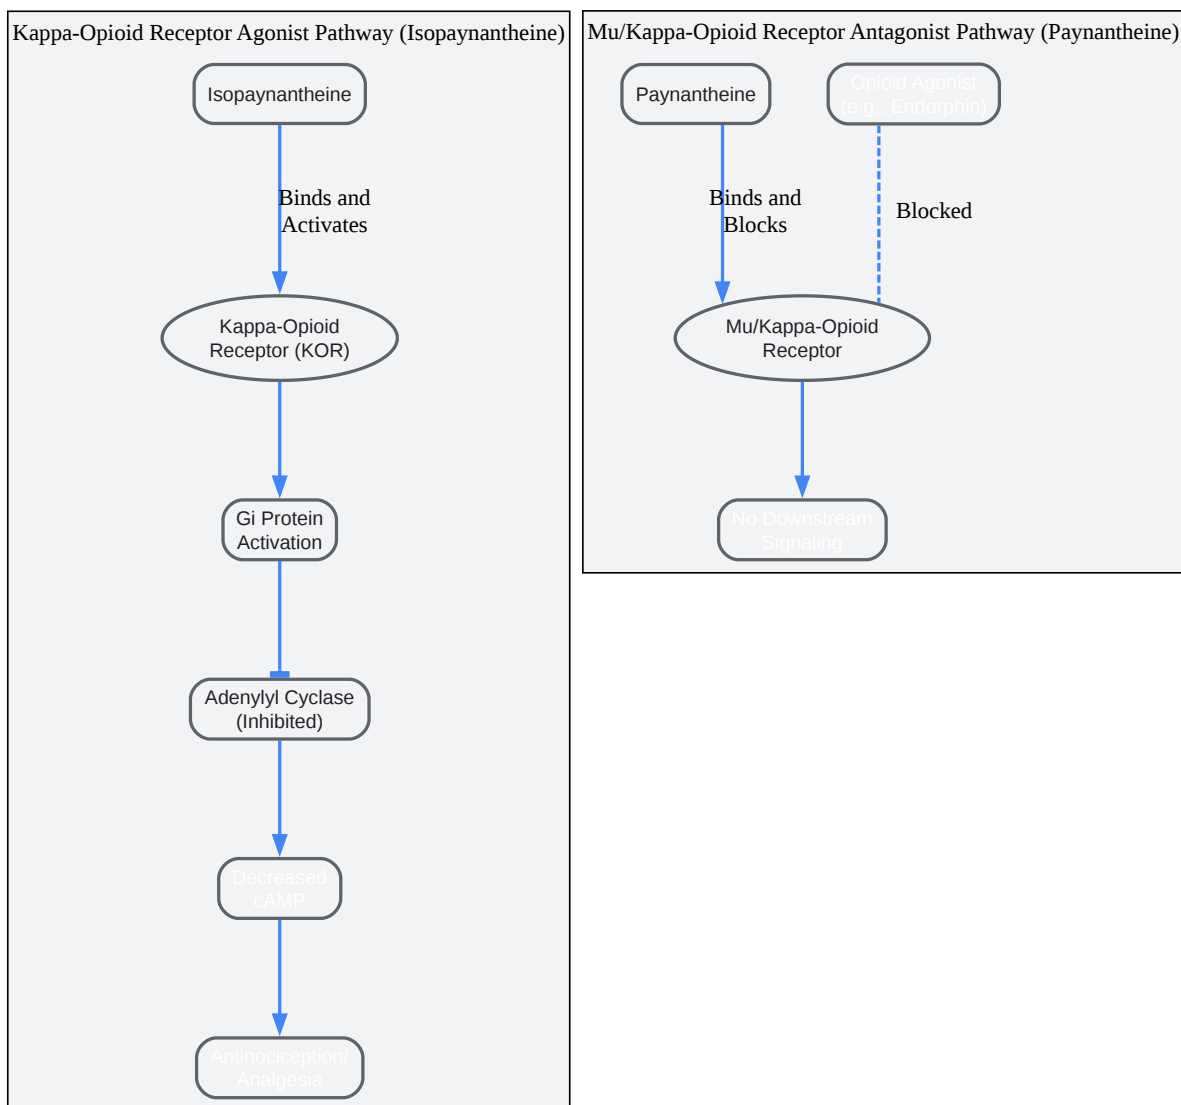 Kappa-Opioid Receptor Agonist Pathway (Isopaynantheine)
Isopaynantheine
Binds and
Activates
Kappa-Opioid
Receptor (KOR)
Gi Protein
Activation
Adenylyl Cyclase
(Inhibited)
Decreased
cAMP
Antinociception/
Analgesia
Mu/Kappa-Opioid Receptor Antagonist Pathway (Paynantheine)
Paynantheine
Opioid Agonist
(e.g., Endorphin)
Binds and
Blocks
Blocked
Mu/Kappa-Opioid
Receptor
No Downstream
Signaling